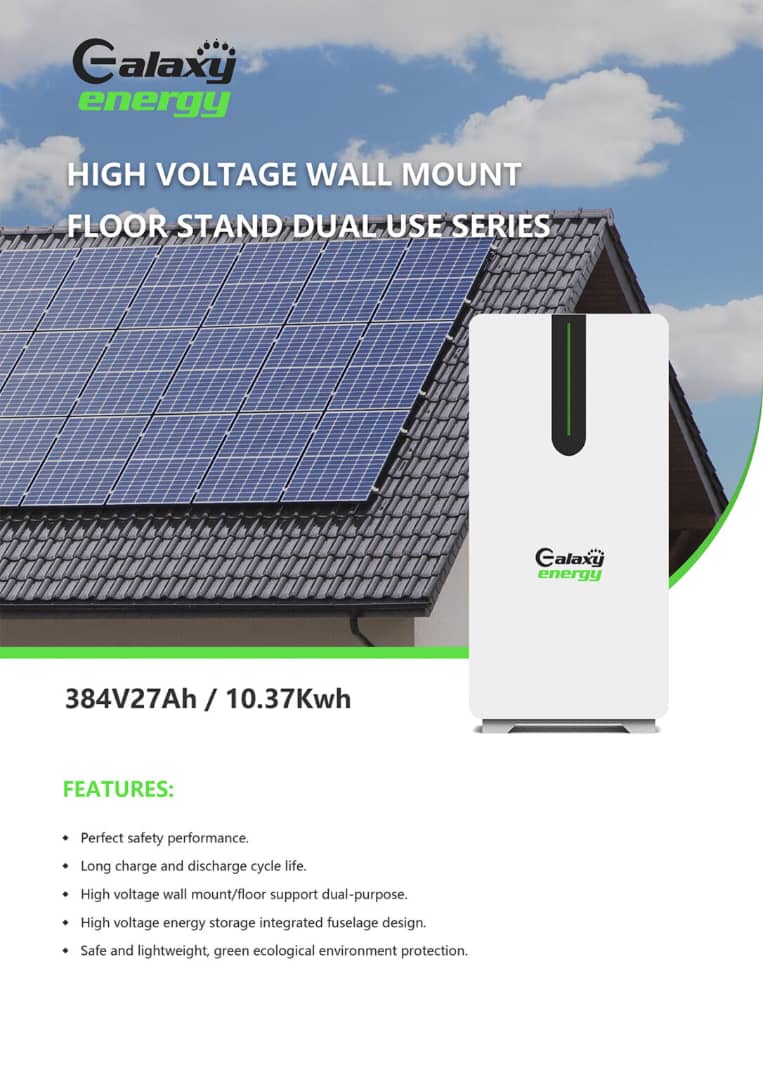 Galaxy
energy
HIGH VOLTAGE WALL MOUNT
FLOOR STAND DUAL USE SERIES
Galaxy
energy
384V27Ah / 10.37Kwh
FEATURES:
Perfect safety performance.
Long charge and discharge cycle life.
High voltage wall mount/floor support dual-purpose.
High voltage energy storage integrated fuselage design.
Safe and lightweight, green ecological environment protection.